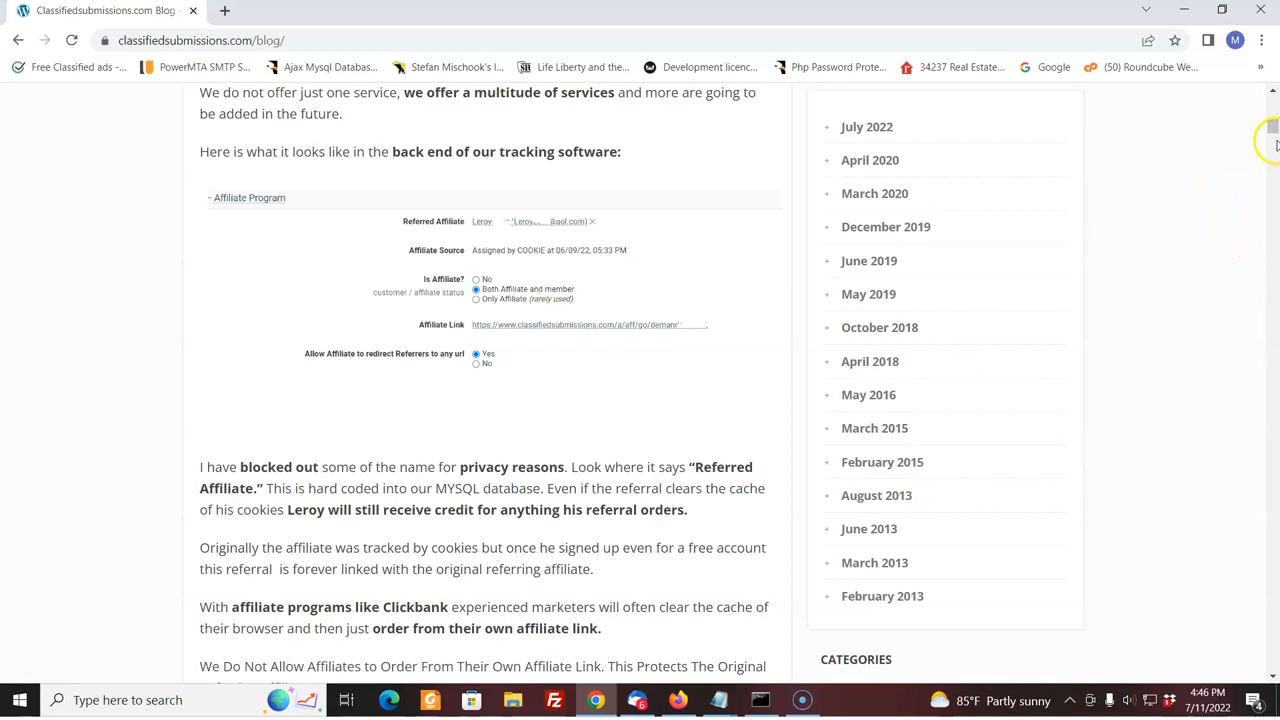 Classifiedsubmissions.com Blog -
classifiedsubmissions.com/blog/
Free Classified ads -...
PowerMTA SMTP S...
Ajax Mysql Databas...
Stefan Mischook's I...
Life Liberty and the...
Development licenc...
Php Password Prote...
34237 Real Estate...
Google
(50) Roundcube We...
»
M
We do not offer just one service, we offer a multitude of services and more are going to
be added in the future.
Here is what it looks like in the back end of our tracking software:
- Affiliate Program
Referred Affiliate Leroy @aol.com)
Affiliate Source Assigned by COOKIE at 06/09/22, 05:33 PM
Is Affiliate? No
customer / affiliate status Both Affiliate and member
Only Affiliate (rarely used)
Affiliate Link https://www.classifiedsubmissions.com/a/aff/go/demanr
Allow Affiliate to redirect Referrers to any url Yes
No
I have blocked out some of the name for privacy reasons. Look where it says “Referred
Affiliate.” This is hard coded into our MYSQL database. Even if the referral clears the cache
of his cookies Leroy will still receive credit for anything his referral orders.
Originally the affiliate was tracked by cookies but once he signed up even for a free account
this referral is forever linked with the original referring affiliate.
With affiliate programs like Clickbank experienced marketers will often clear the cache of
their browser and then just order from their own affiliate link.
We Do Not Allow Affiliates to Order From Their Own Affiliate Link. This Protects The Original
July 2022
April 2020
March 2020
December 2019
June 2019
May 2019
October 2018
April 2018
May 2016
March 2015
February 2015
August 2013
June 2013
March 2013
February 2013
CATEGORIES
Type here to search
6
85°F Partly sunny
4:46 PM
7/11/2022
4